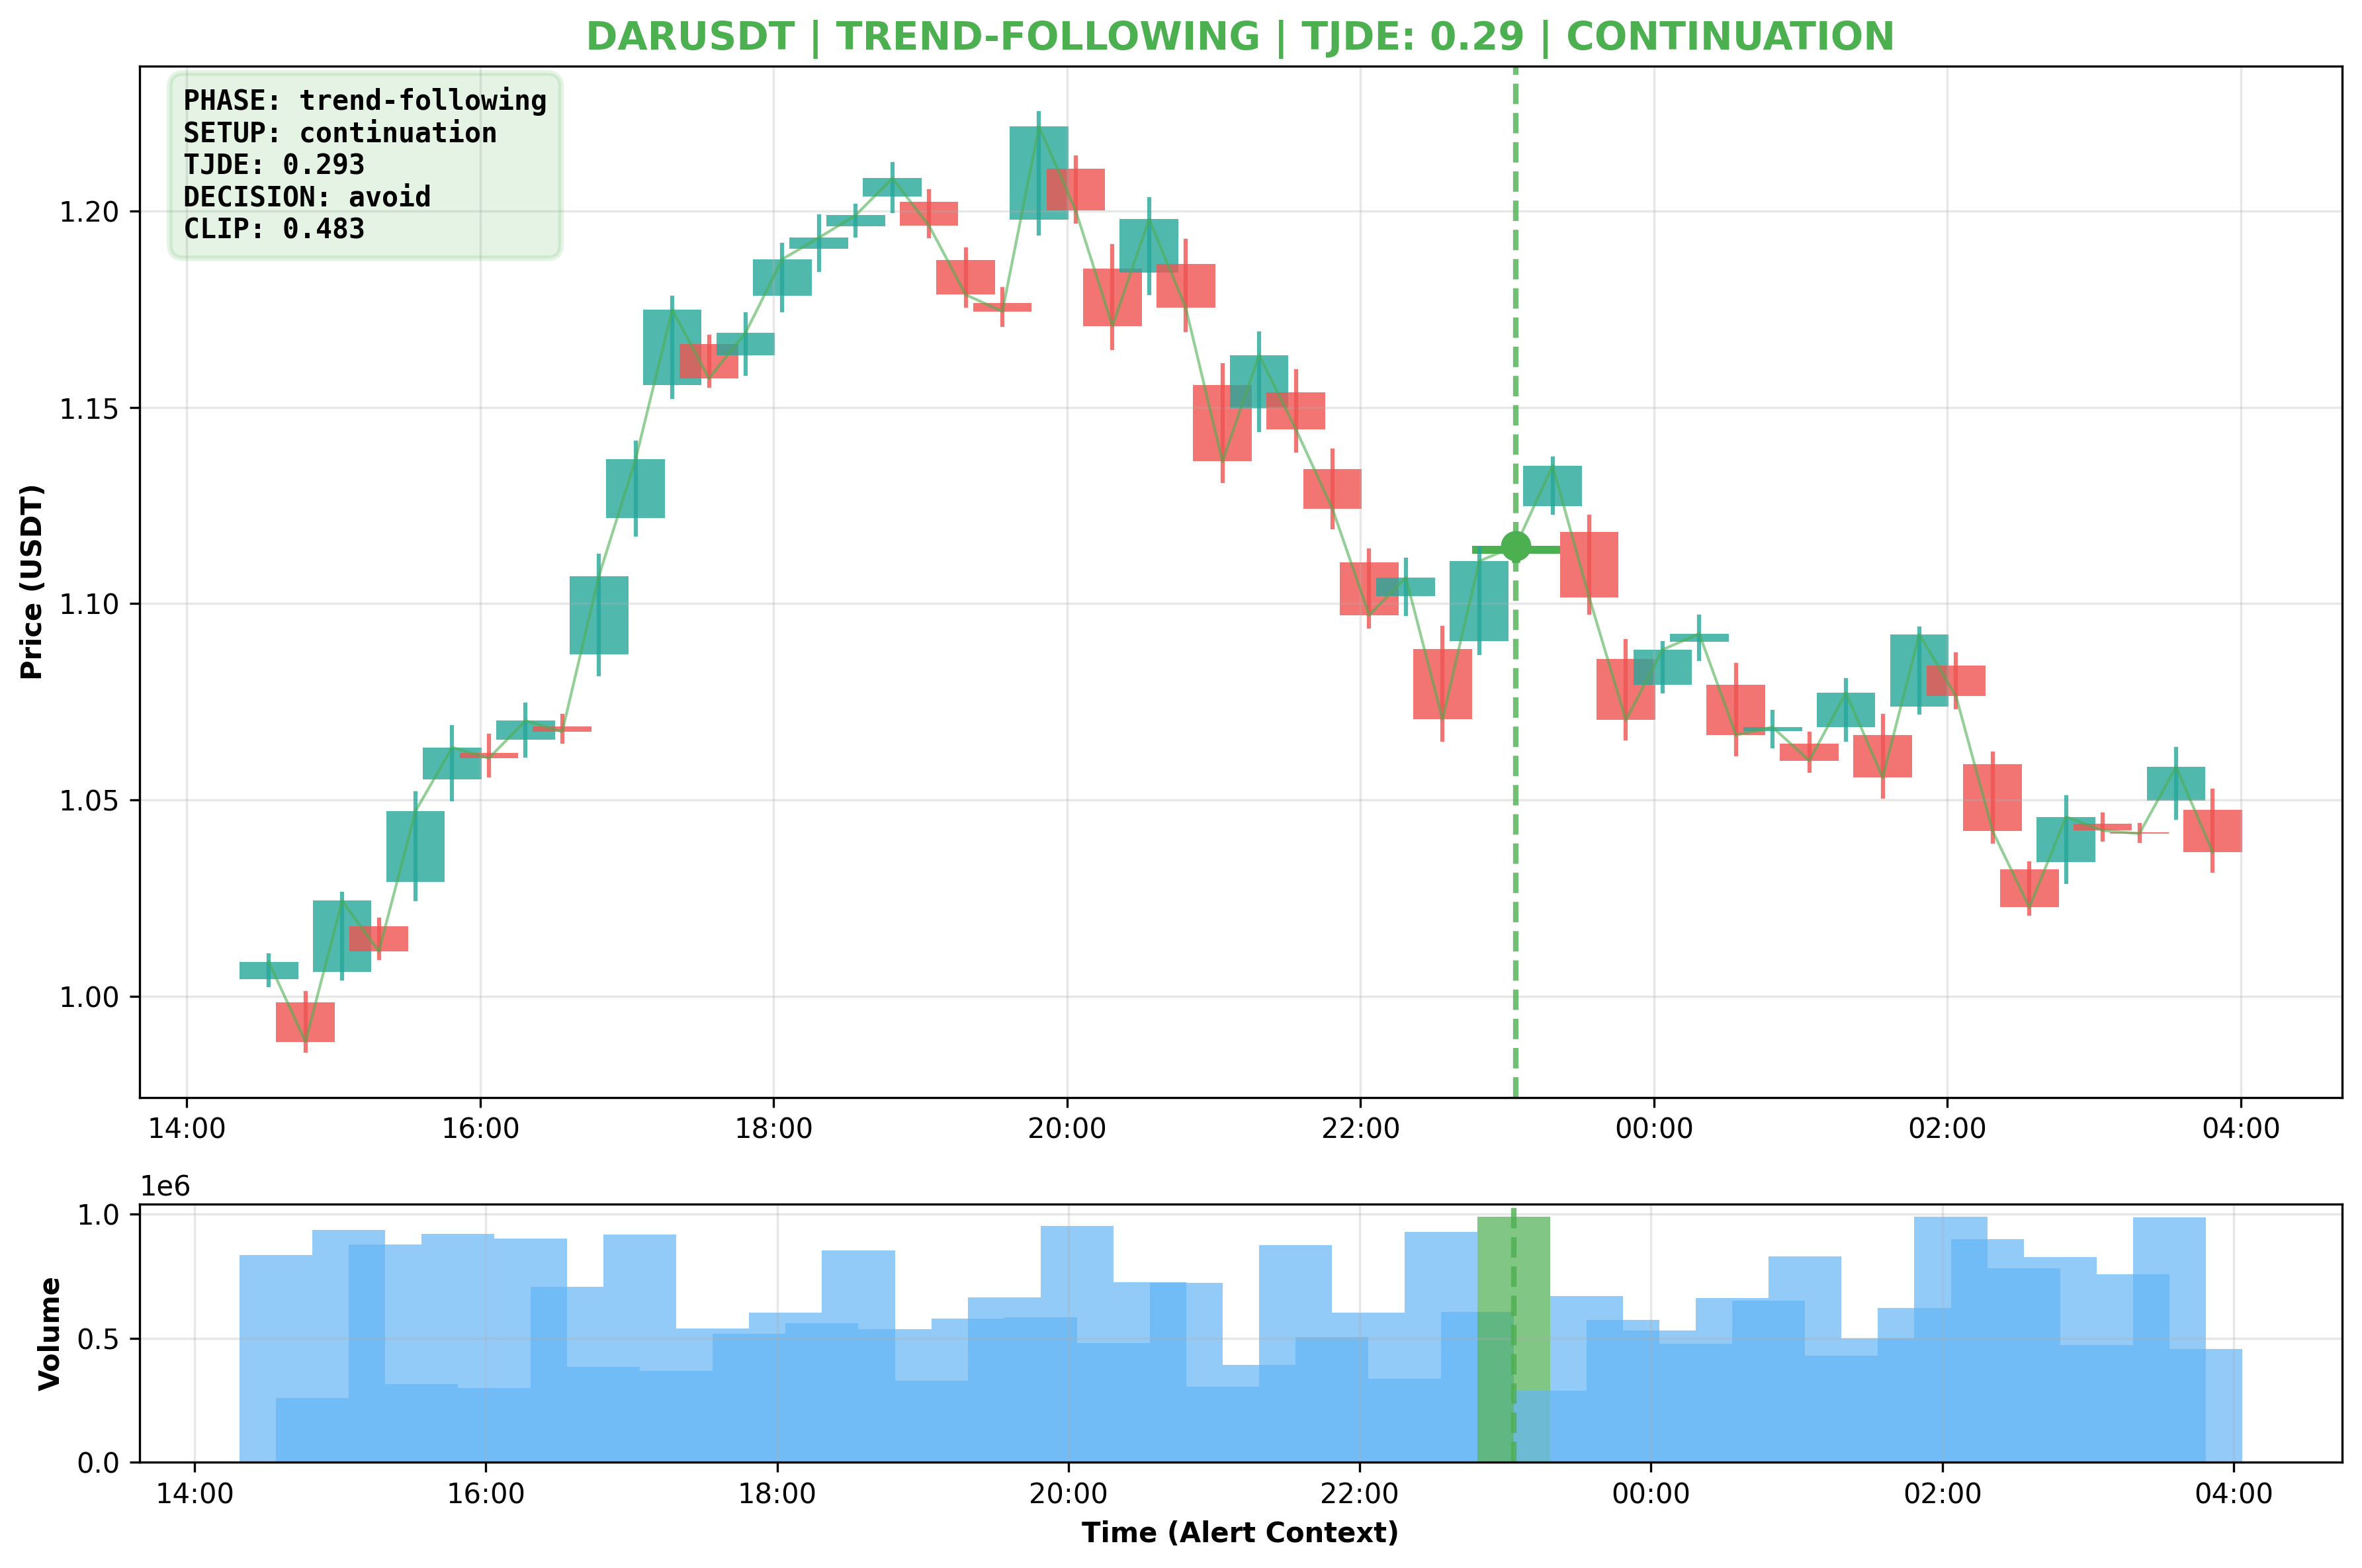 DARUSDT | TREND-FOLLOWING | TJDE: 0.29 | CONTINUATION
PHASE: trend-following
SETUP: continuation
TJDE: 0.293
DECISION: avoid
CLIP: 0.483
Price (USDT)
1.20
1.15
1.10
1.05
1.00
14:00 16:00 18:00 20:00 22:00 00:00 02:00 04:00
1e6
Volume
1.0
0.5
0.0
14:00 16:00 18:00 20:00 22:00 00:00 02:00 04:00
Time (Alert Context)